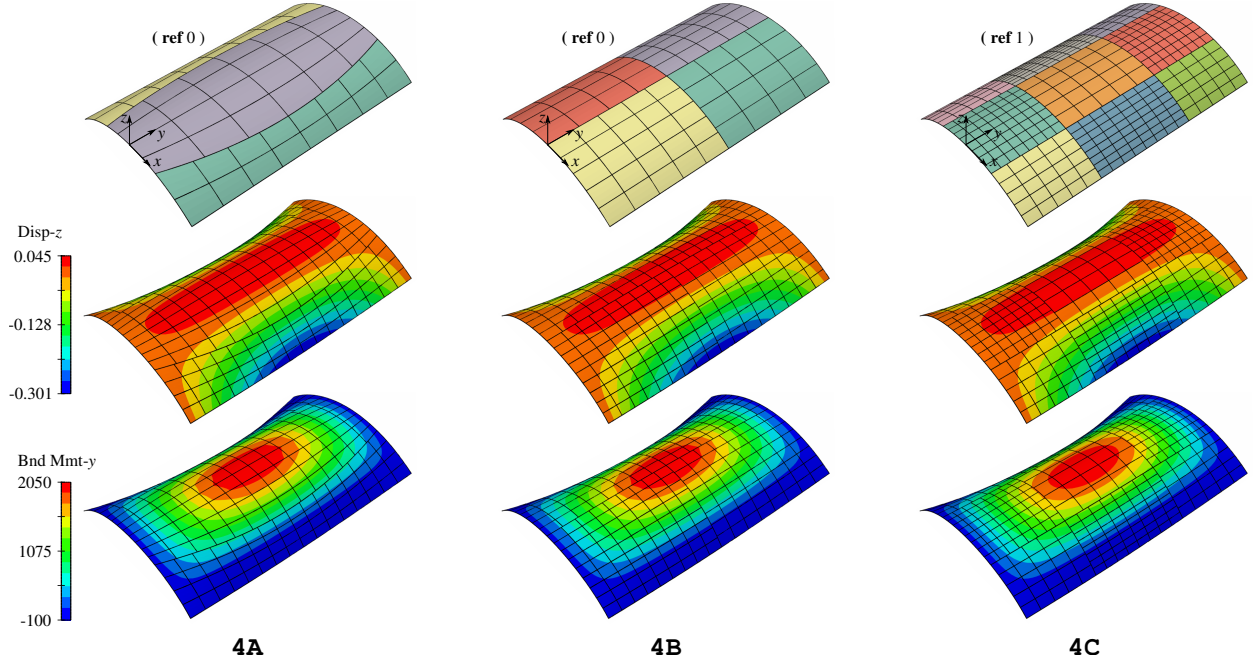 ( ref 0 )
( ref 0 )
( ref 1 )
z
y
x
z
y
x
z
y
x
Disp-z
0.045
-0.128
-0.301
Bnd Mmt-y
2050
1075
-100
4A
4B
4C